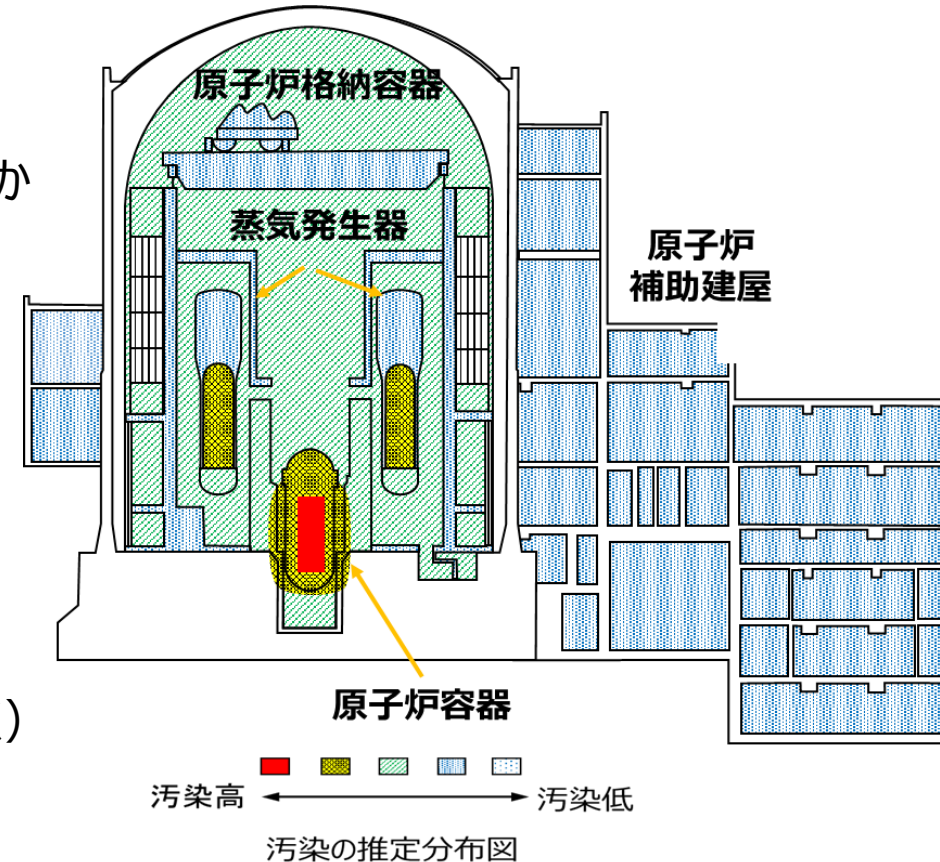 原子炉格納容器
か
蒸気発生器
原子炉
補助建屋
原子炉容器
)
汚染高
汚染低
汚染の推定分布図